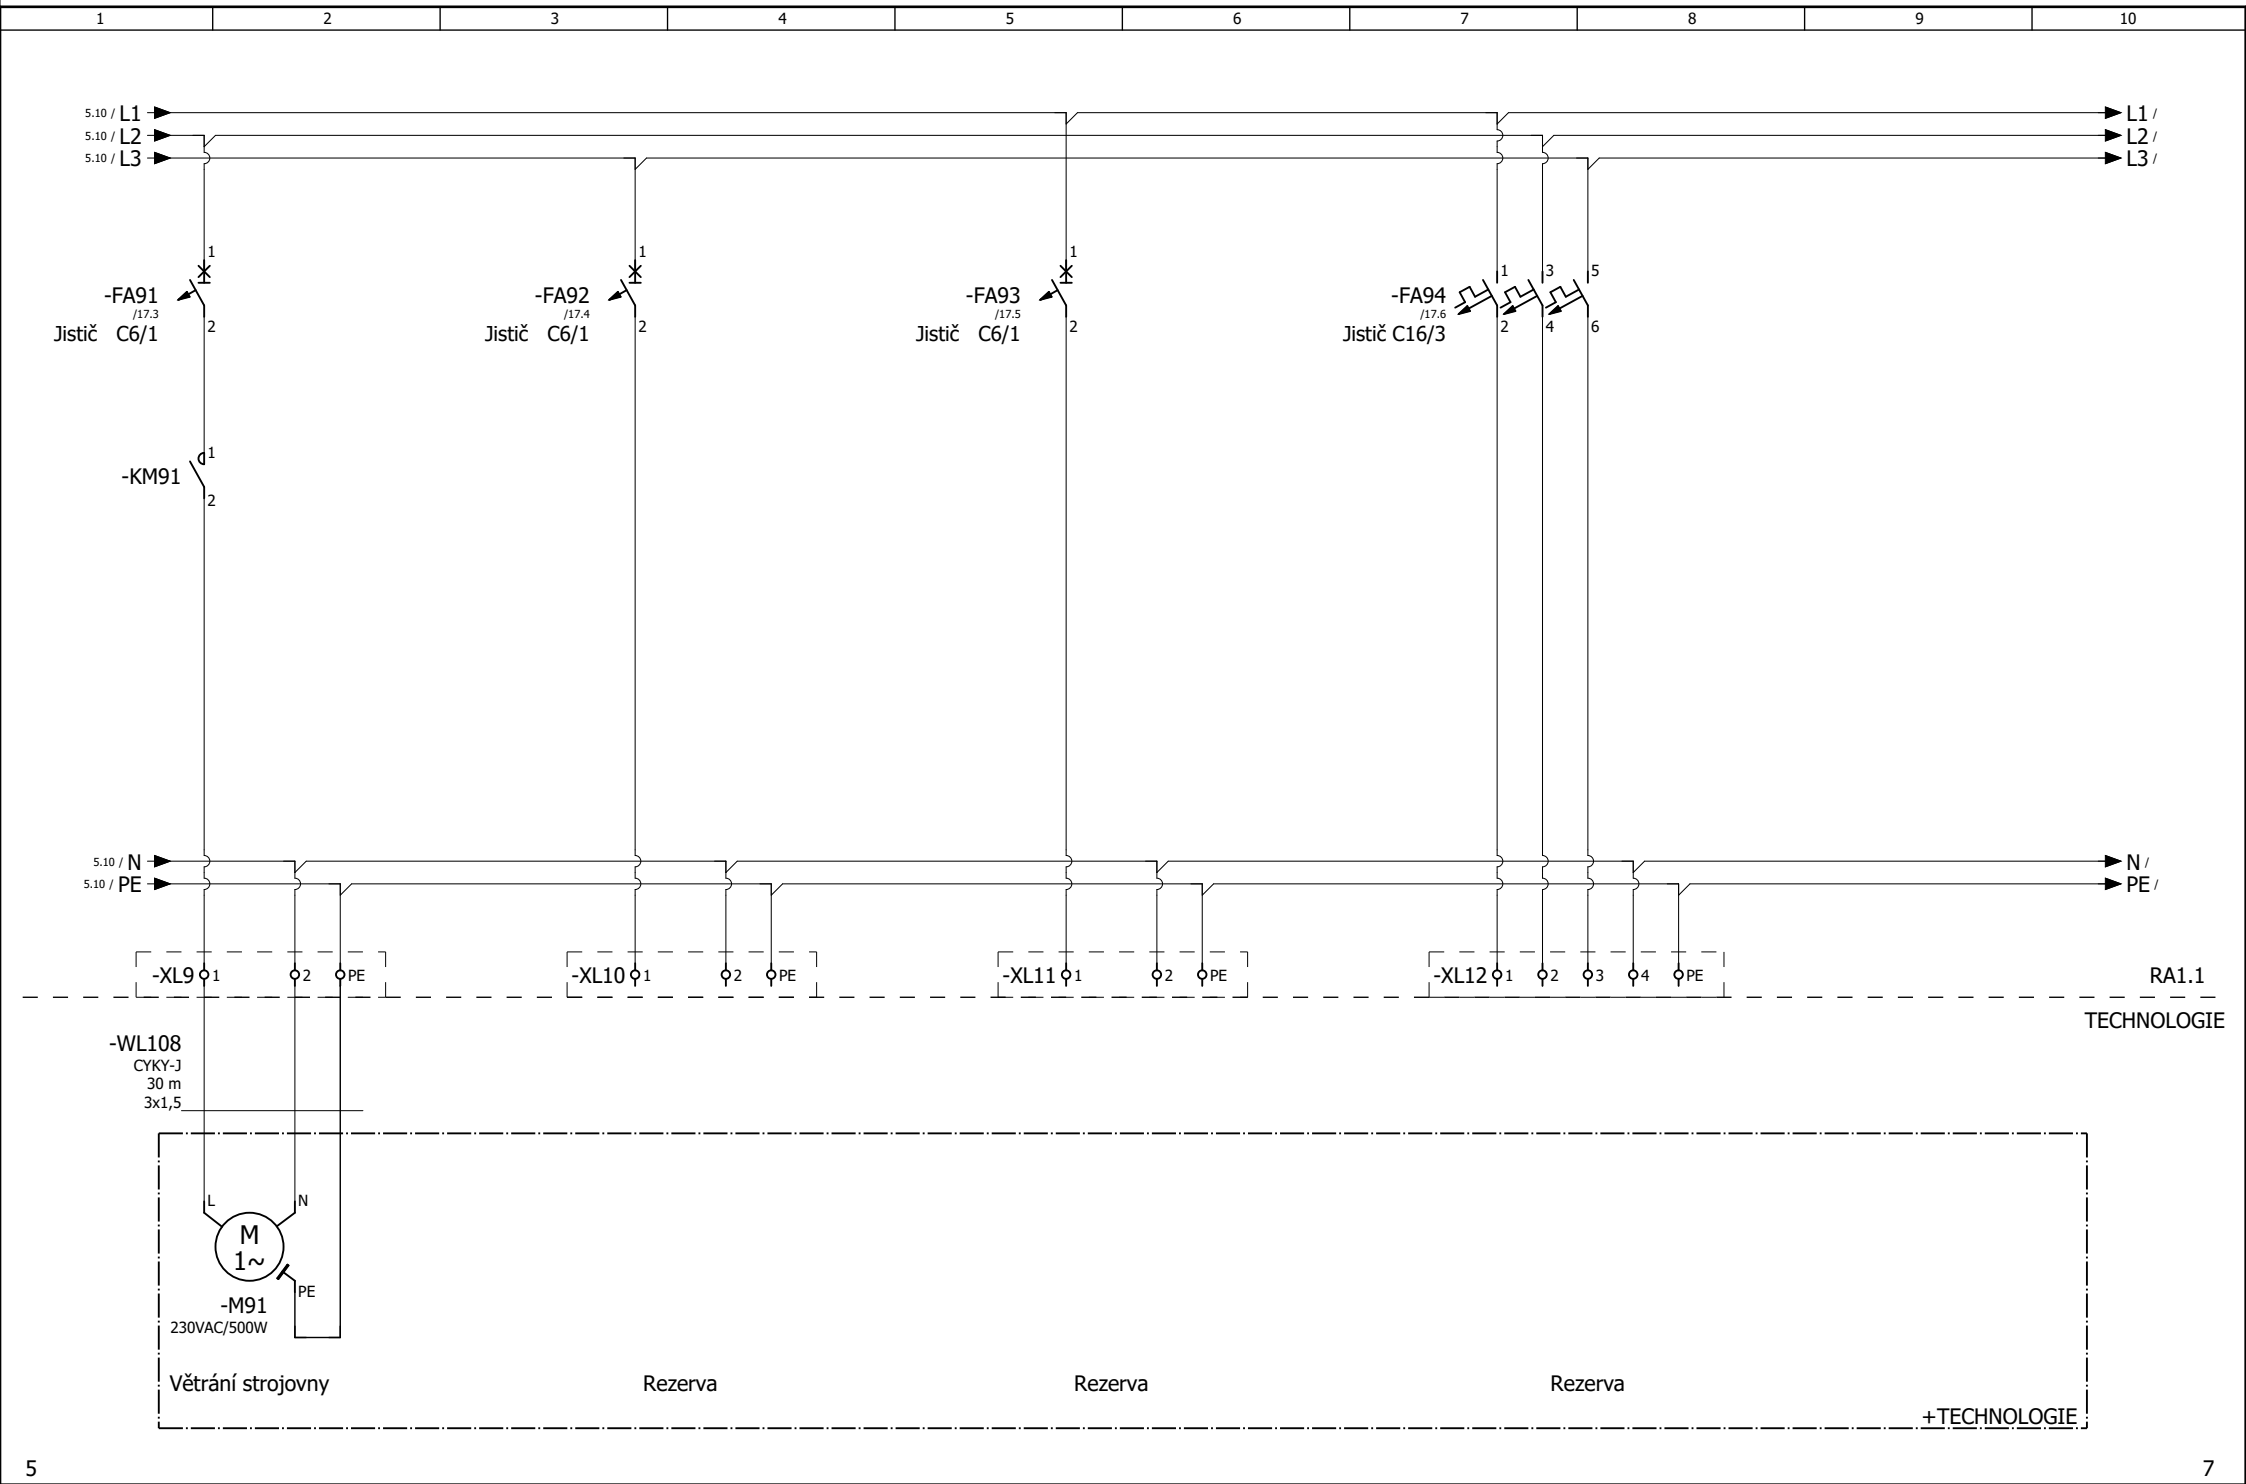 1 2 3 4 5 6 7 8 9 10
5.10 / L1 L1 /
5.10 / L2 L2 /
5.10 / L3 L3 /
1 1 1 1 3 5
-FA91 -FA92 -FA93 -FA94
/17.3 /17.4 /17.5 /17.6
2 2 2 2 4 6
Jistič C6/1 Jistič C6/1 Jistič C6/1 Jistič C16/3
1
-KM91
2
5.10 / N N /
5.10 / PE PE /
-XL9 1 2 PE -XL10 1 2 PE -XL11 1 2 PE -XL12 1 2 3 4 PE RA1.1
TECHNOLOGIE
-WL108
CYKY-J
30 m
3x1,5
L N
M
1~
PE
-M91
230VAC/500W
Větrání strojovny Rezerva Rezerva Rezerva
+TECHNOLOGIE
5 7